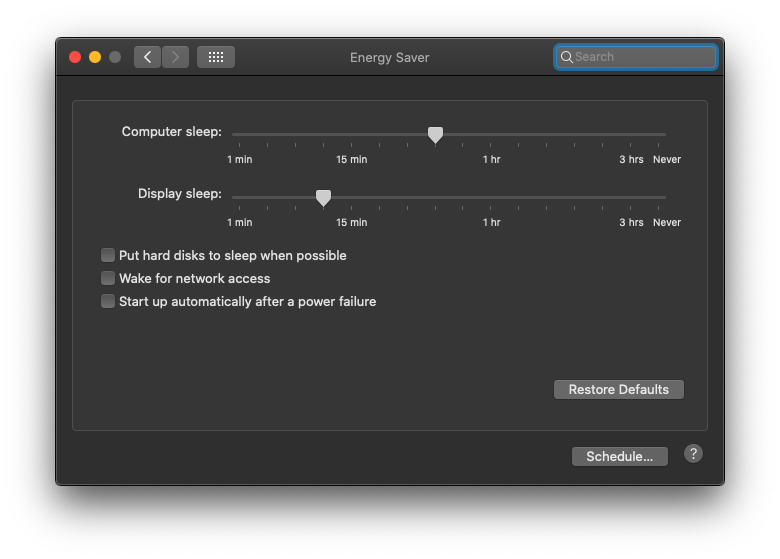 Energy Saver
Search
Computer sleep:
1 min 15 min 1 hr 3 hrs Never
Display sleep:
1 min 15 min 1 hr 3 hrs Never
Put hard disks to sleep when possible
Wake for network access
Start up automatically after a power failure
Restore Defaults
Schedule... ?